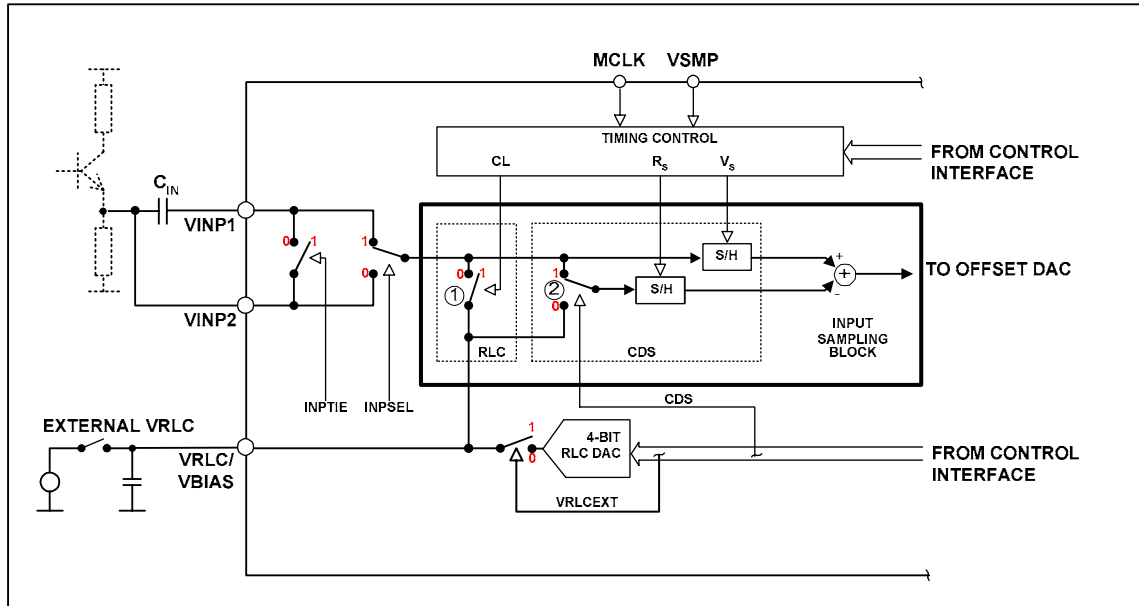 MCLK VSMP
TIMING CONTROL
CL RS VS
FROM CONTROL
INTERFACE
CIN
VINP1
0 1
1
0
0 1
1
0
1
2
S/H
S/H
+
+
-
TO OFFSET DAC
VINP2
RLC
CDS
INPUT
SAMPLING
BLOCK
INPTIE INPSEL
CDS
EXTERNAL VRLC
VRLC/
VBIAS
1
0
4-BIT
RLC DAC
FROM CONTROL
INTERFACE
VRLCEXT